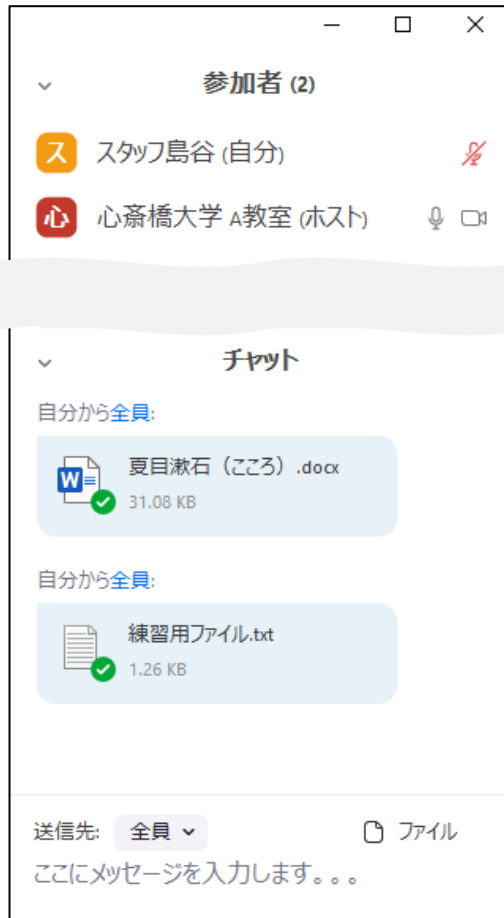 参加者 (2)
ス スタッフ島谷 (自分)
心 心斎橋大学 A教室 (ホスト)
チャット
自分から全員:
W 夏目漱石（こころ）.docx
31.08 KB
自分から全員:
練習用ファイル.txt
1.26 KB
送信先: 全員 ファイル
ここにメッセージを入力します。。。